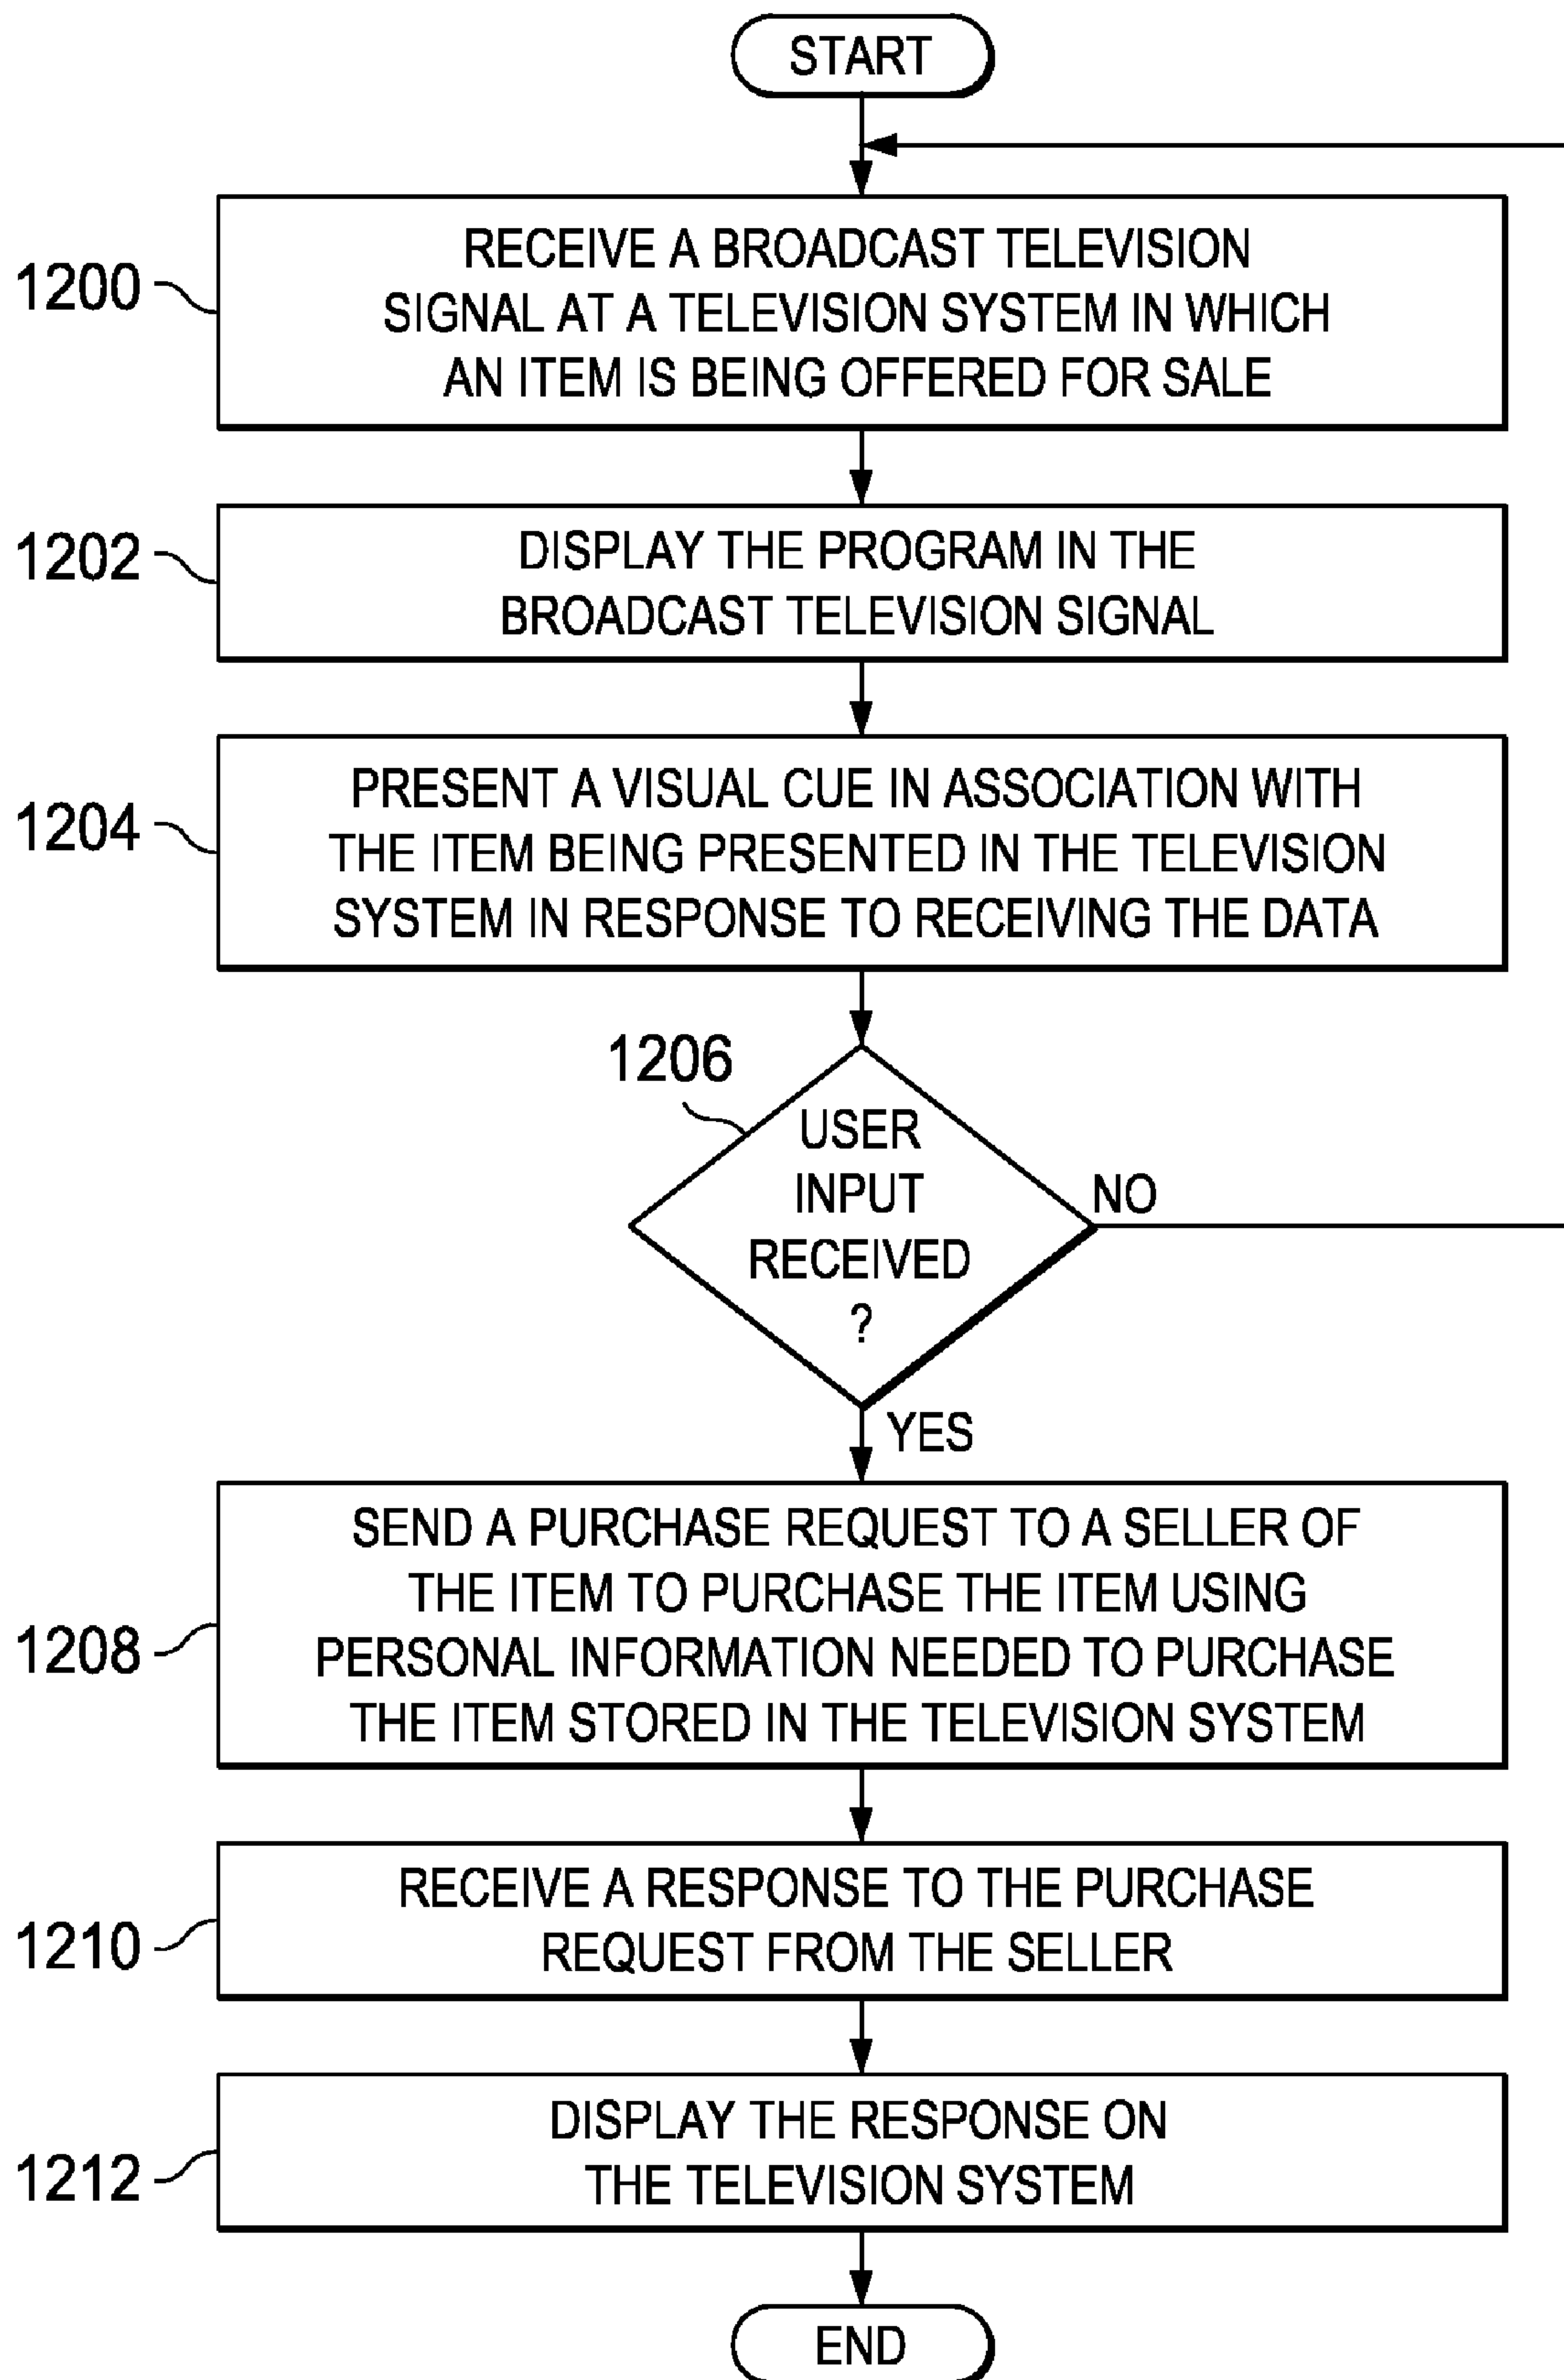 START
1200
RECEIVE A BROADCAST TELEVISION
SIGNAL AT A TELEVISION SYSTEM IN WHICH
AN ITEM IS BEING OFFERED FOR SALE
1202
DISPLAY THE PROGRAM IN THE
BROADCAST TELEVISION SIGNAL
1204
PRESENT A VISUAL CUE IN ASSOCIATION WITH
THE ITEM BEING PRESENTED IN THE TELEVISION
SYSTEM IN RESPONSE TO RECEIVING THE DATA
1206
USER
INPUT
RECEIVED
?
NO
YES
1208
SEND A PURCHASE REQUEST TO A SELLER OF
THE ITEM TO PURCHASE THE ITEM USING
PERSONAL INFORMATION NEEDED TO PURCHASE
THE ITEM STORED IN THE TELEVISION SYSTEM
1210
RECEIVE A RESPONSE TO THE PURCHASE
REQUEST FROM THE SELLER
1212
DISPLAY THE RESPONSE ON
THE TELEVISION SYSTEM
END